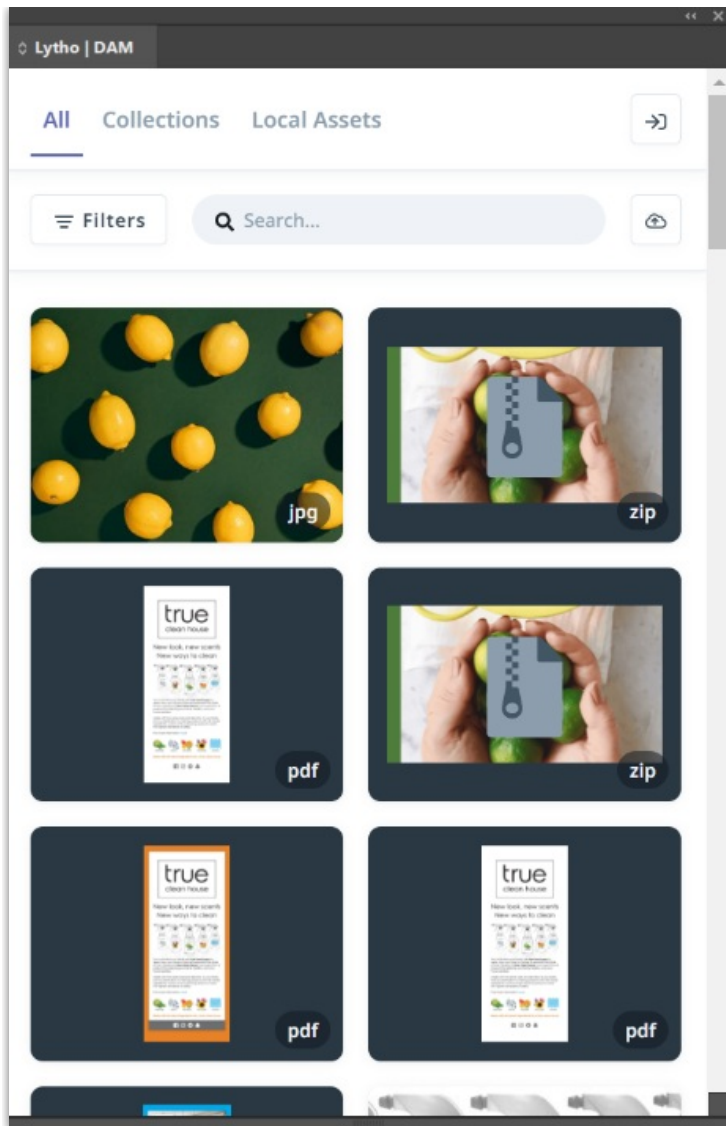 Lytho | DAM
All Collections Local Assets
Filters Search...
jpg
zip
true
clean house
New look, new scents
New ways to clean
pdf
zip
true
clean house
New look, new scents
New ways to clean
pdf
true
clean house
New look, new scents
New ways to clean
pdf